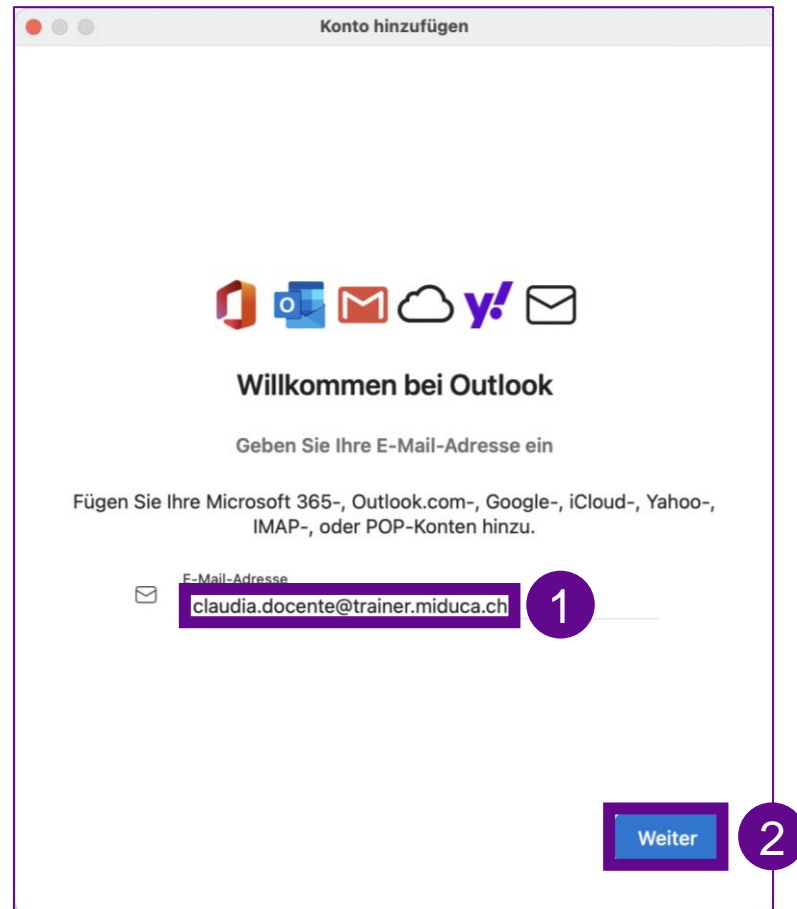 Konto hinzufügen
Willkommen bei Outlook
Geben Sie Ihre E-Mail-Adresse ein
Fügen Sie Ihre Microsoft 365-, Outlook.com-, Google-, iCloud-, Yahoo-,
IMAP-, oder POP-Konten hinzu.
E-Mail-Adresse
claudia.docente@trainer.miduca.ch
1
Weiter
2